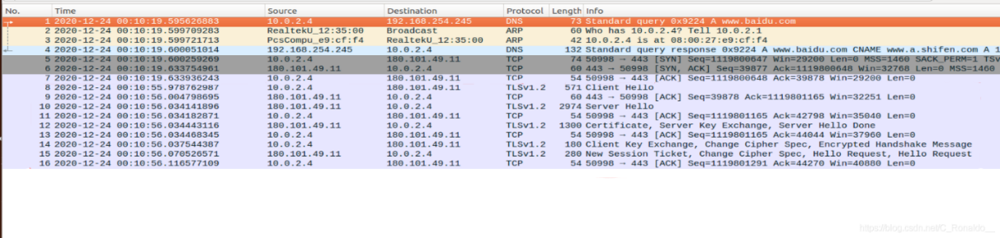 No. Time Source Destination Protocol Length Info
1 2020-12-24 00:10:19.595626883 10.0.2.4 192.168.254.245 DNS 73 Standard query 0x9224 A www.baidu.com
2 2020-12-24 00:10:19.599709283 RealtekU_12:35:00 Broadcast ARP 60 Who has 10.0.2.4? Tell 10.0.2.1
3 2020-12-24 00:10:19.599721713 PcsCompu_e9:cf:f4 RealtekU_12:35:00 ARP 42 10.0.2.4 is at 08:00:27:e9:cf:f4
4 2020-12-24 00:10:19.600051014 192.168.254.245 10.0.2.4 DNS 132 Standard query response 0x9224 A www.baidu.com CNAME www.a.shifen.com A 1
5 2020-12-24 00:10:19.600259269 10.0.2.4 180.101.49.11 TCP 74 50998 → 443 [SYN] Seq=1119800647 Win=29200 Len=0 MSS=1460 SACK_PERM=1 TSV
6 2020-12-24 00:10:19.633754961 180.101.49.11 10.0.2.4 TCP 60 443 → 50998 [SYN, ACK] Seq=39877 Ack=1119800648 Win=32768 Len=0 MSS=1460
7 2020-12-24 00:10:19.633936243 10.0.2.4 180.101.49.11 TCP 54 50998 → 443 [ACK] Seq=1119800648 Ack=39878 Win=29200 Len=0
8 2020-12-24 00:10:55.978762987 10.0.2.4 180.101.49.11 TLSv1.2 571 Client Hello
9 2020-12-24 00:10:56.004798695 180.101.49.11 10.0.2.4 TCP 60 443 → 50998 [ACK] Seq=39878 Ack=1119801165 Win=32251 Len=0
10 2020-12-24 00:10:56.034141896 180.101.49.11 10.0.2.4 TLSv1.2 2974 Server Hello
11 2020-12-24 00:10:56.034182871 10.0.2.4 180.101.49.11 TCP 54 50998 → 443 [ACK] Seq=1119801165 Ack=42798 Win=35040 Len=0
12 2020-12-24 00:10:56.034443116 180.101.49.11 10.0.2.4 TLSv1.2 1300 Certificate, Server Key Exchange, Server Hello Done
13 2020-12-24 00:10:56.034468345 10.0.2.4 180.101.49.11 TCP 54 50998 → 443 [ACK] Seq=1119801165 Ack=44044 Win=37960 Len=0
14 2020-12-24 00:10:56.037544387 10.0.2.4 180.101.49.11 TLSv1.2 180 Client Key Exchange, Change Cipher Spec, Encrypted Handshake Message
15 2020-12-24 00:10:56.070526571 180.101.49.11 10.0.2.4 TLSv1.2 280 New Session Ticket, Change Cipher Spec, Hello Request, Hello Request
16 2020-12-24 00:10:56.116577109 10.0.2.4 180.101.49.11 TCP 54 50998 → 443 [ACK] Seq=1119801291 Ack=44270 Win=40880 Len=0
https://blog.csdn.net/C_Ronaldo__